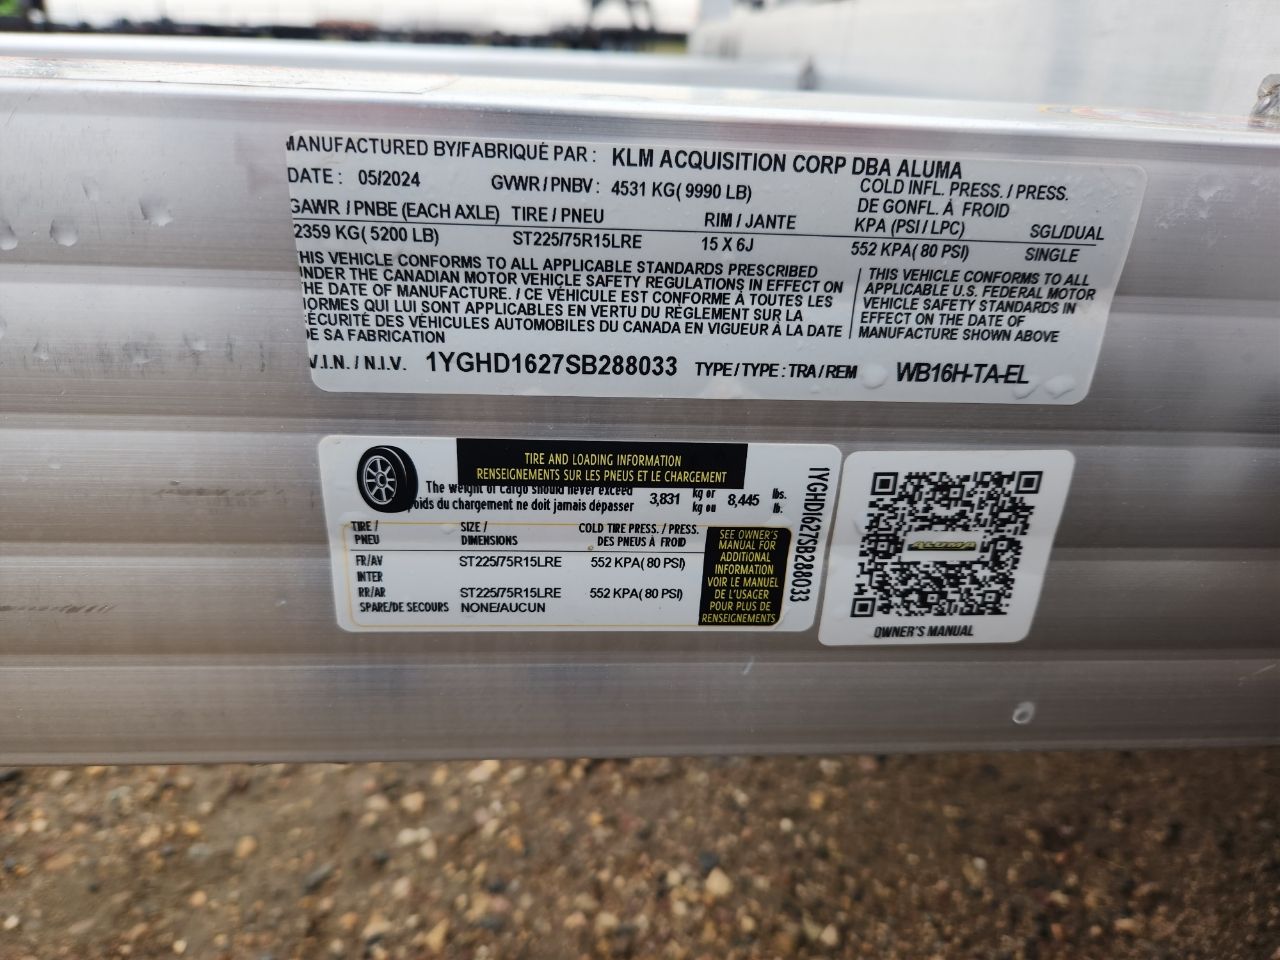 MANUFACTURED BY/FABRIQUÉ PAR : KLM ACQUISITION CORP DBA ALUMA
DATE : 05/2024 GVWR / PNBV : 4531 KG( 9990 LB) COLD INFL. PRESS. / PRESS. DE GONFL. À FROID
GAWR / PNBE (EACH AXLE) TIRE / PNEU RIM / JANTE KPA (PSI / LPC) SGL/DUAL
2359 KG( 5200 LB) ST225/75R15LRE 15 X 6J 552 KPA( 80 PSI) SINGLE
HIS VEHICLE CONFORMS TO ALL APPLICABLE STANDARDS PRESCRIBED
NDER THE CANADIAN MOTOR VEHICLE SAFETY REGULATIONS IN EFFECT ON
HE DATE OF MANUFACTURE. / CE VÉHICULE EST CONFORME À TOUTES LES
ORMES QUI LUI SONT APPLICABLES EN VERTU DU RÈGLEMENT SUR LA
ÉCURITÉ DES VÉHICULES AUTOMOBILES DU CANADA EN VIGUEUR À LA DATE
E SA FABRICATION
THIS VEHICLE CONFORMS TO ALL
APPLICABLE U.S. FEDERAL MOTOR
VEHICLE SAFETY STANDARDS IN
EFFECT ON THE DATE OF
MANUFACTURE SHOWN ABOVE
V.I.N. / N.I.V. 1YGHD1627SB288033 TYPE / TYPE : TRA / REM WB16H-TA-EL
TIRE AND LOADING INFORMATION
RENSEIGNEMENTS SUR LES PNEUS ET LE CHARGEMENT
The weight of cargo should never exceed 3,831 kg or 8,445 lbs.
poids du chargement ne doit jamais dépasser kg ou lb.
TIRE / PNEU SIZE / DIMENSIONS COLD TIRE PRESS. / PRESS. DES PNEUS À FROID
FR/AV ST225/75R15LRE 552 KPA( 80 PSI)
INTER
RR/AR ST225/75R15LRE 552 KPA( 80 PSI)
SPARE/DE SECOURS NONE/AUCUN
SEE OWNER'S
MANUAL FOR
ADDITIONAL
INFORMATION
VOIR LE MANUEL
DE L'USAGER
POUR PLUS DE
RENSEIGNEMENTS
1YGHD1627SB288033
ALUMA
OWNER'S MANUAL